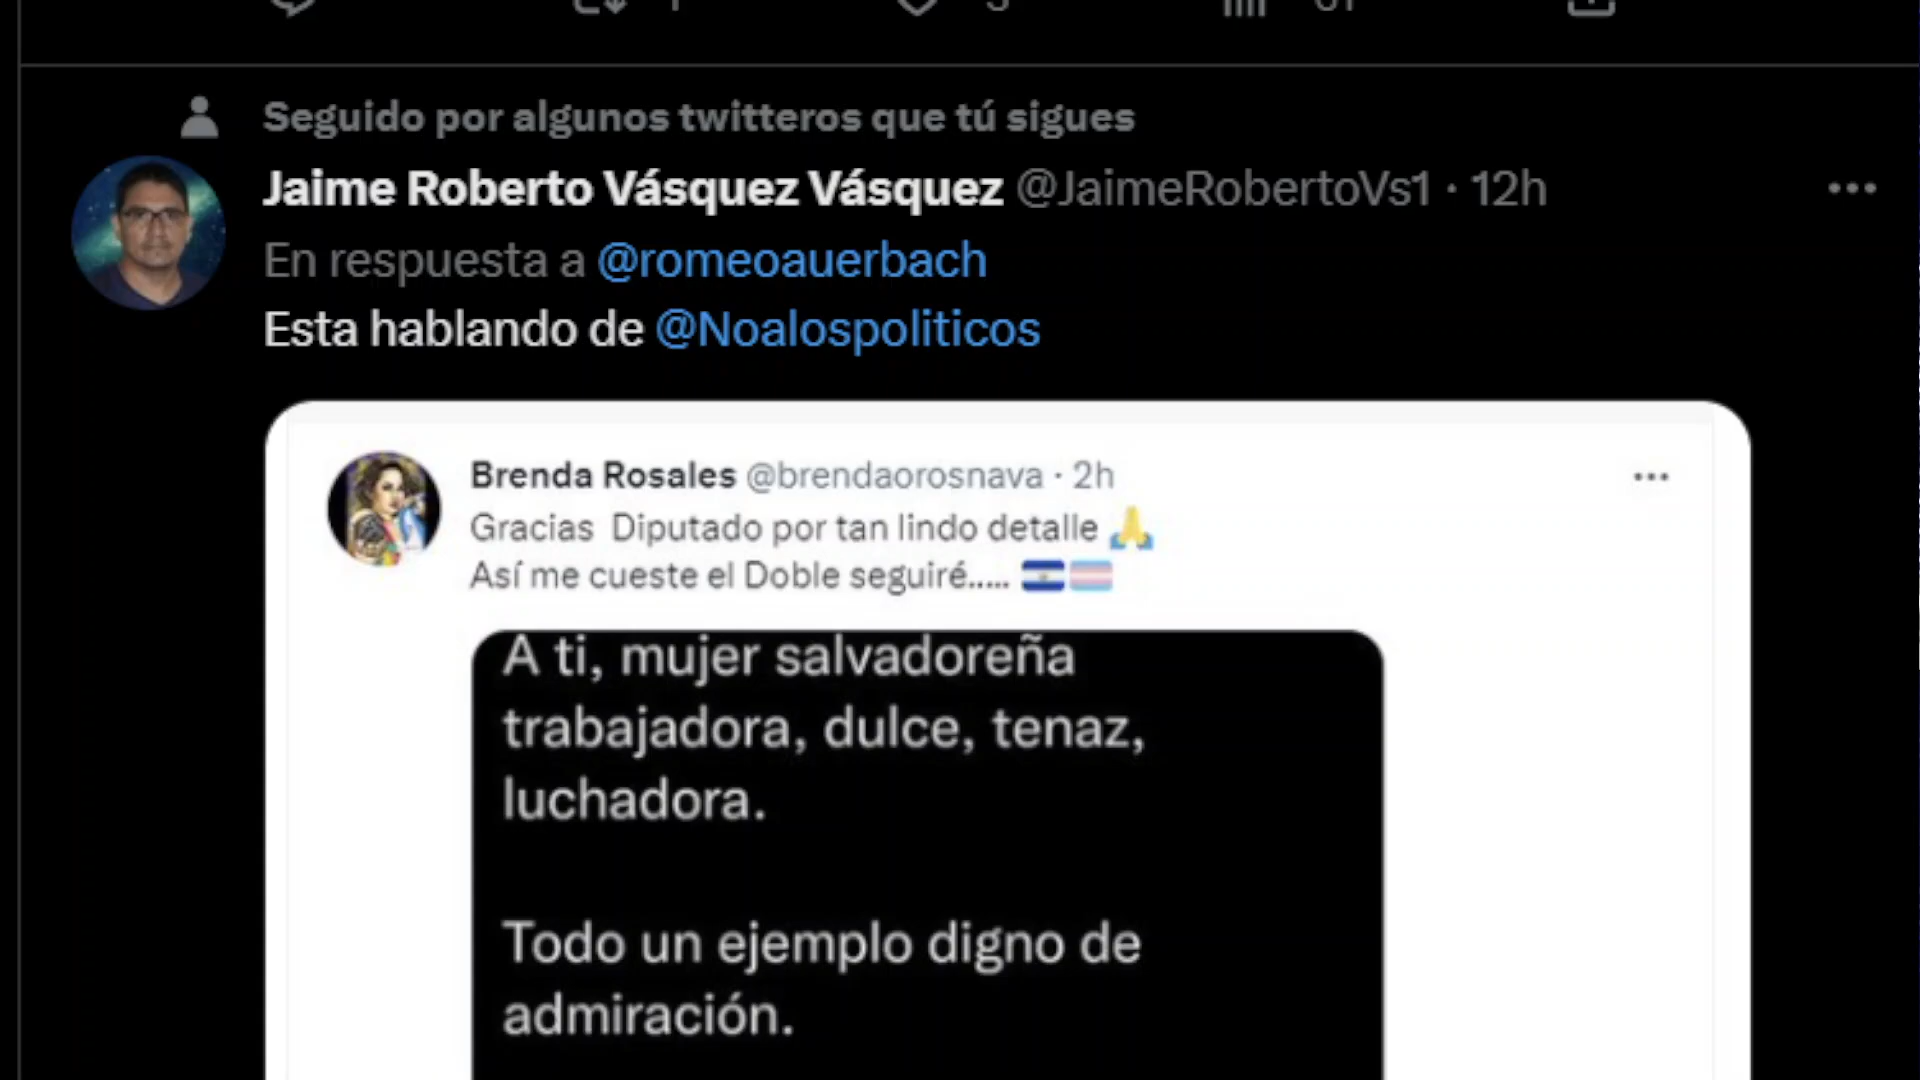 Seguido por algunos twitteros que tú sigues
Jaime Roberto Vásquez Vásquez @JaimeRobertoVs1 · 12h
En respuesta a @romeoauerbach
Esta hablando de @Noalospoliticos
Brenda Rosales @brendaorosnava · 2h
Gracias Diputado por tan lindo detalle 🙏
Así me cueste el Doble seguiré..... 🇸🇻🏳️‍⚧️
A ti, mujer salvadoreña
trabajadora, dulce, tenaz,
luchadora.
Todo un ejemplo digno de
admiración.